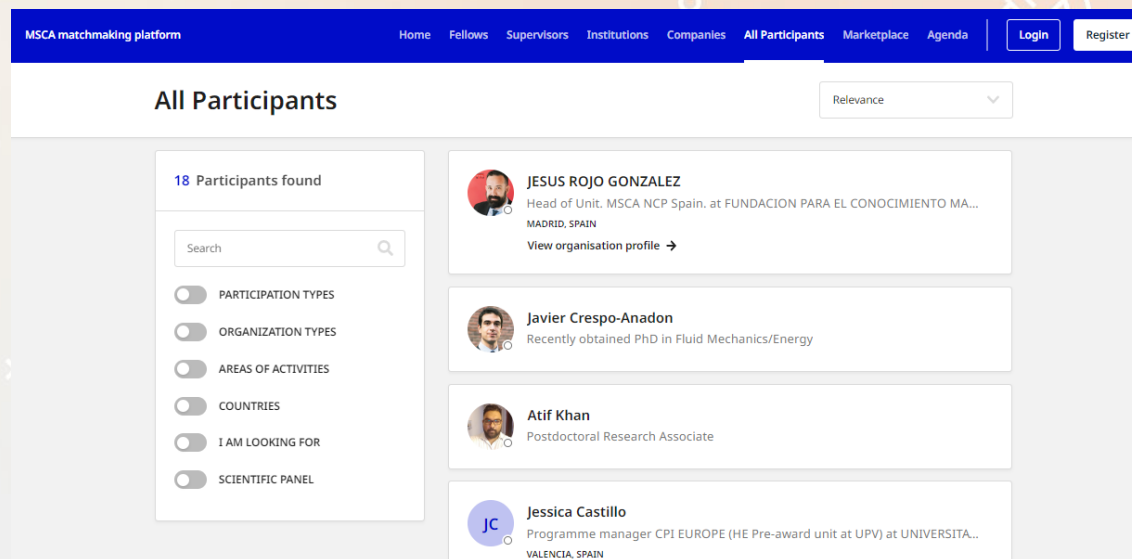 MSCA matchmaking platform Home Fellows Supervisors Institutions Companies All Participants Marketplace Agenda Login Register
All Participants Relevance
18 Participants found
Search
PARTICIPATION TYPES
ORGANIZATION TYPES
AREAS OF ACTIVITIES
COUNTRIES
I AM LOOKING FOR
SCIENTIFIC PANEL
JESUS ROJO GONZALEZ
Head of Unit. MSCA NCP Spain. at FUNDACION PARA EL CONOCIMIENTO MA...
MADRID, SPAIN
View organisation profile →
Javier Crespo-Anadon
Recently obtained PhD in Fluid Mechanics/Energy
Atif Khan
Postdoctoral Research Associate
JC
Jessica Castillo
Programme manager CPI EUROPE (HE Pre-award unit at UPV) at UNIVERSITA...
VALENCIA, SPAIN